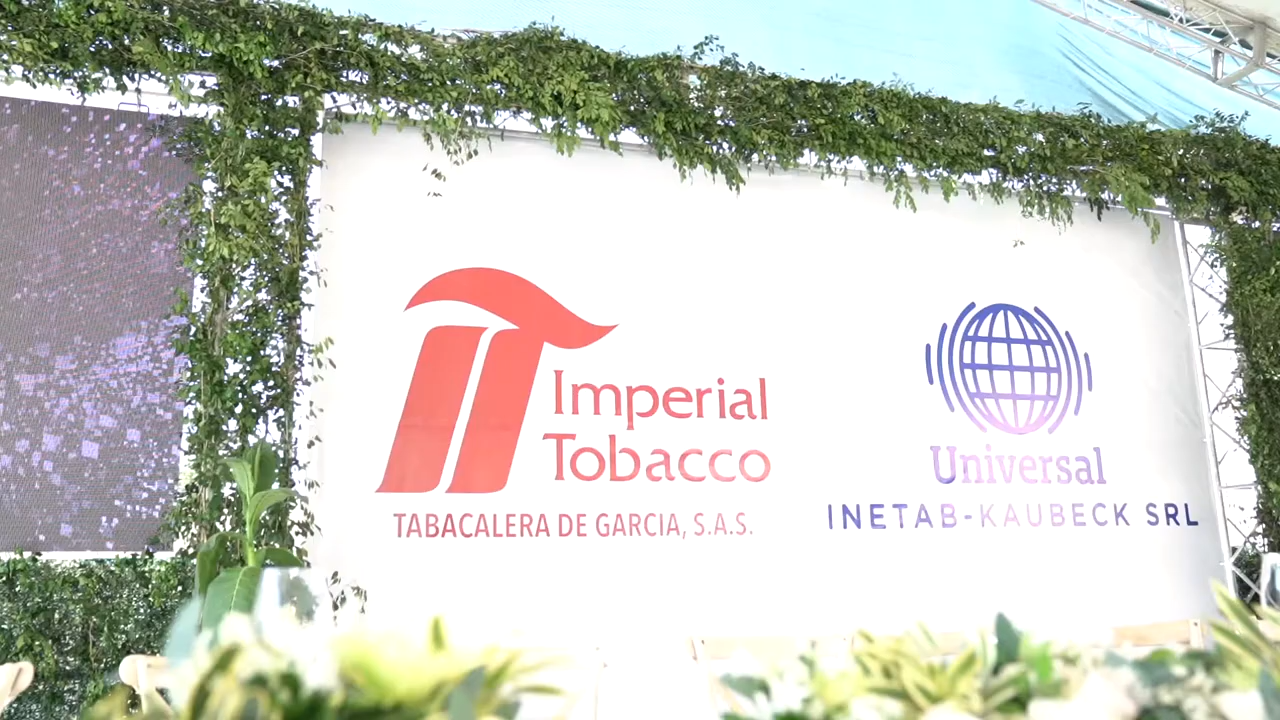 Imperial
Tobacco
TABACALERA DE GARCIA, S.A.S.
Universal
INETAB-KAUBECK SRL